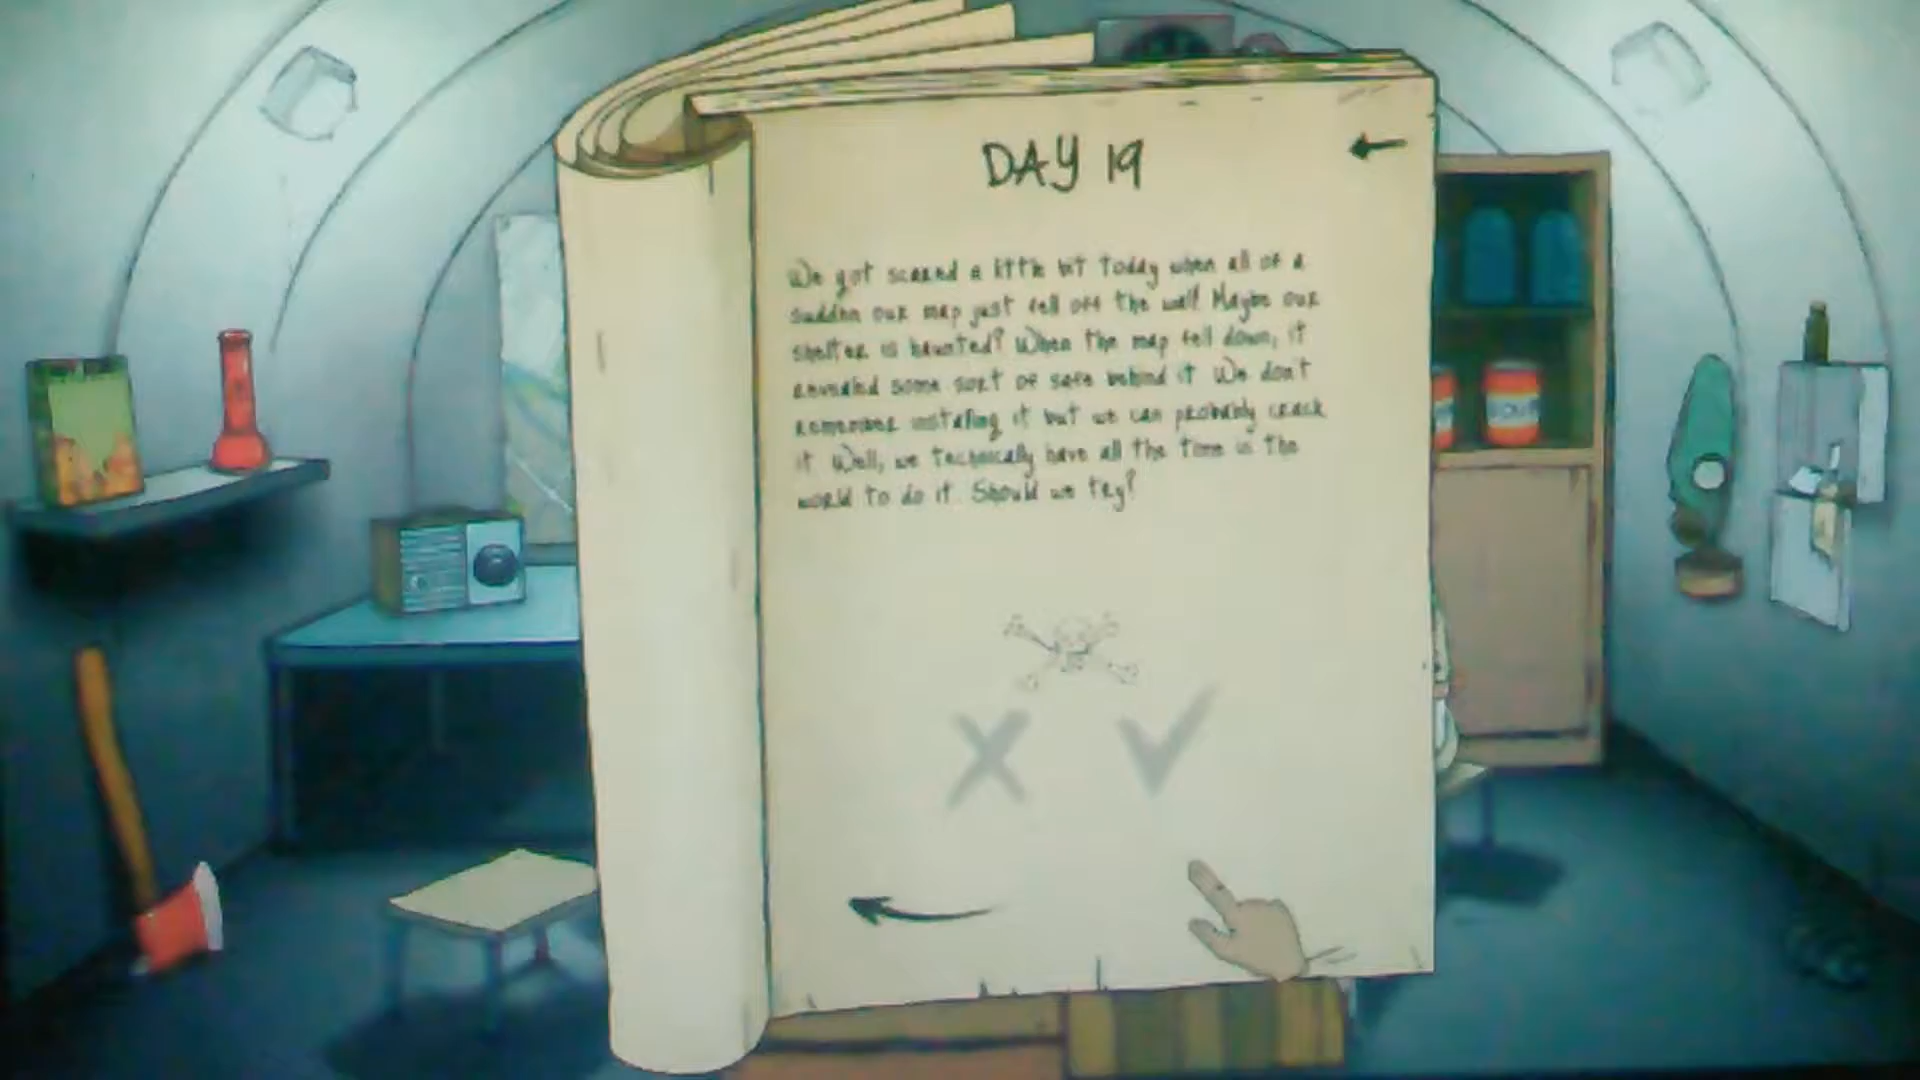 DAY 19
We got scared a little bit today when all of a
sudden our map just fell off the wall! Maybe our
shelter is haunted? When the map fell down, it
revealed some sort of safe behind it. We don't
remember installing it but we can probably crack
it. Well, we technically have all the time in the
world to do it. Should we try?
SOUP